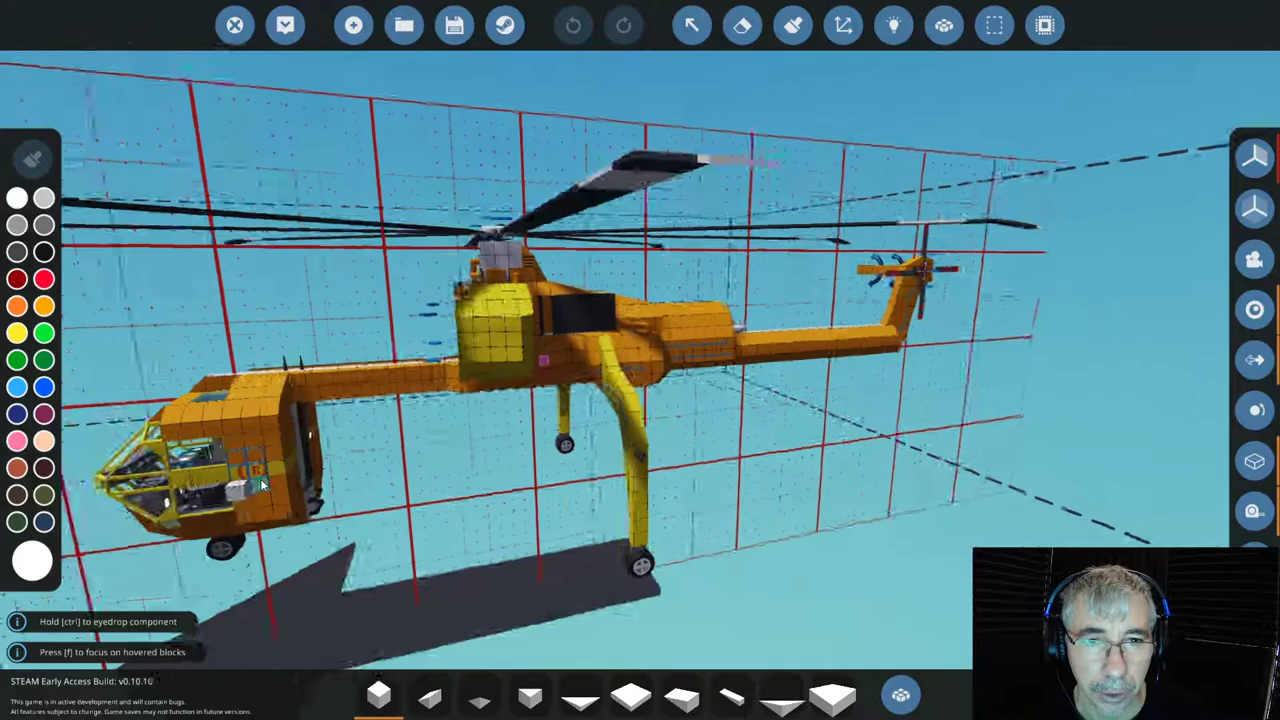 Hold [ctrl] to eyedrop component
Press [f] to focus on hovered blocks
STEAM Early Access Build: v0.10.10
This game is in active development and will contain bugs.
All features subject to change. Game saves may not function in future versions.